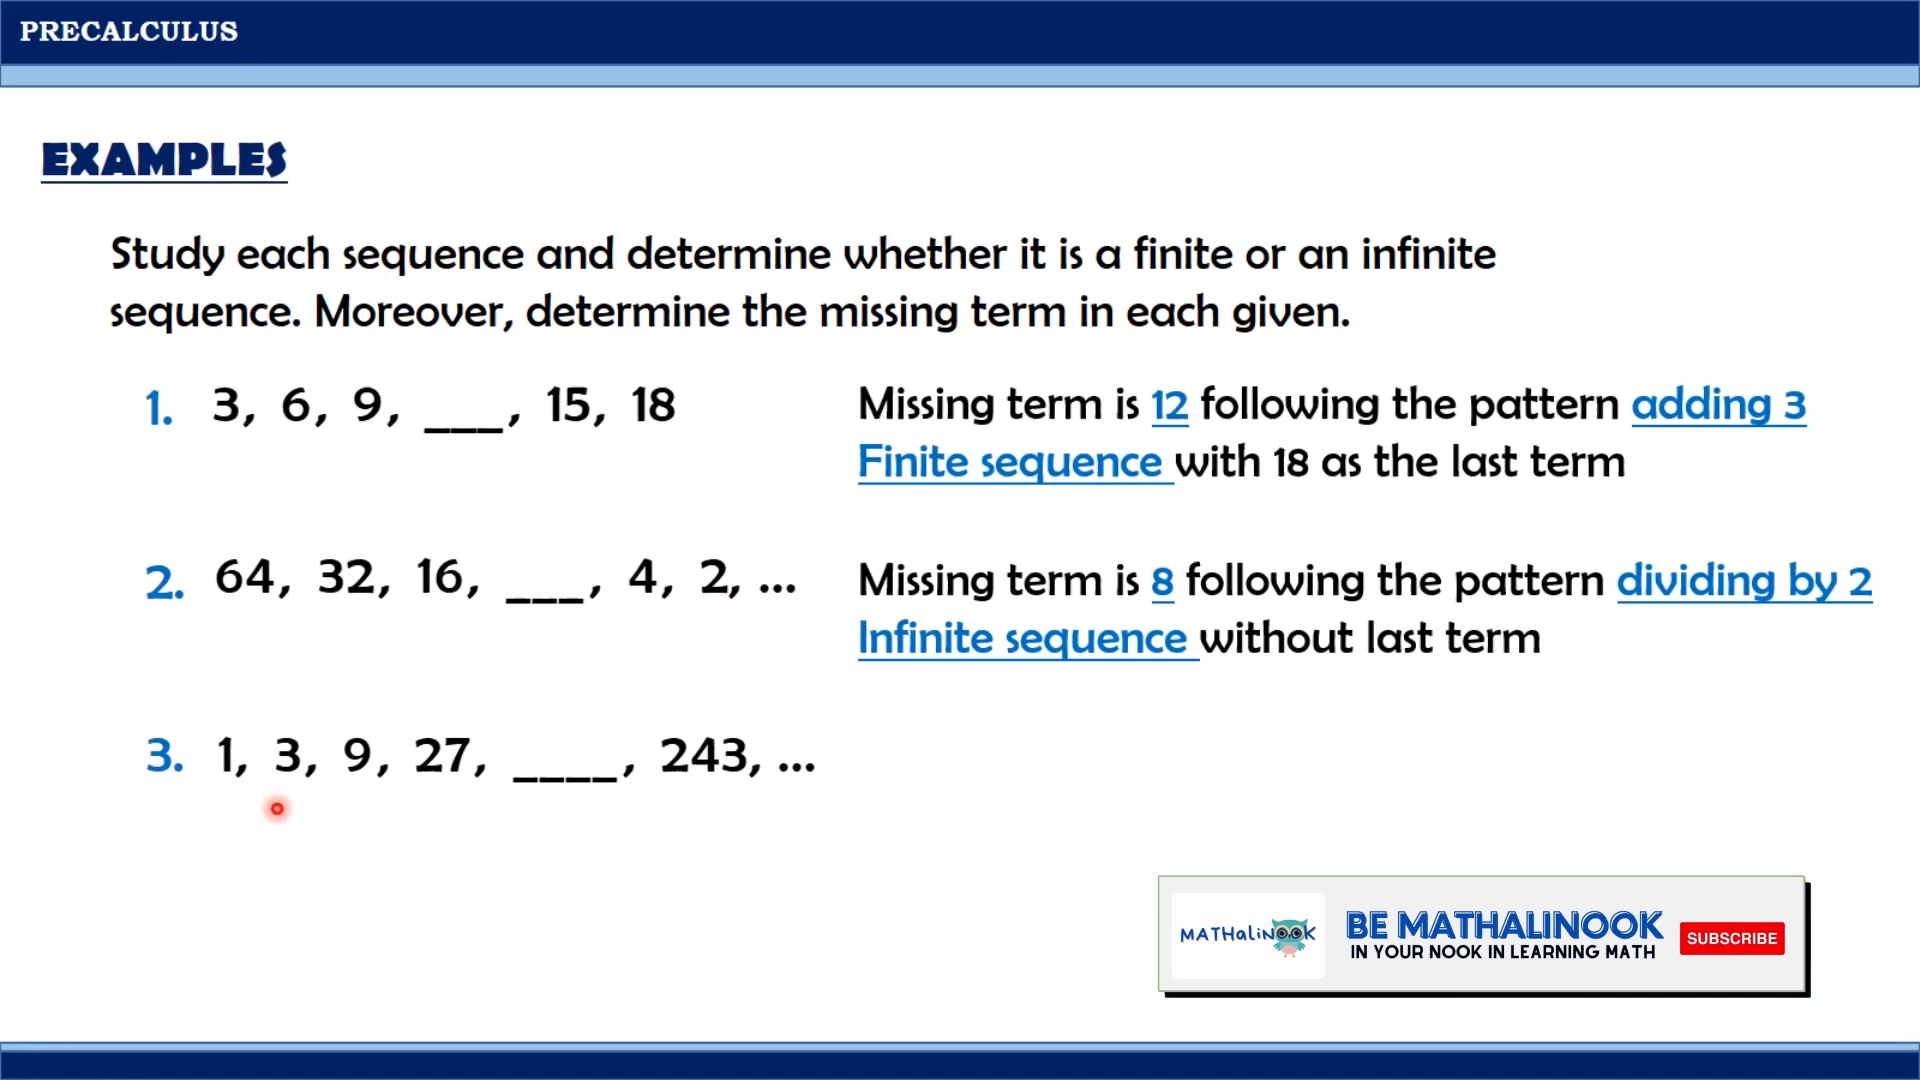 PRECALCULUS
EXAMPLES
Study each sequence and determine whether it is a finite or an infinite
sequence. Moreover, determine the missing term in each given.
1. 3, 6, 9, ___, 15, 18
Missing term is 12 following the pattern adding 3
Finite sequence with 18 as the last term
2. 64, 32, 16, ___, 4, 2, ...
Missing term is 8 following the pattern dividing by 2
Infinite sequence without last term
3. 1, 3, 9, 27, ____, 243, ...
MATHaliNOOK
BE MATHALINOOK
IN YOUR NOOK IN LEARNING MATH
SUBSCRIBE